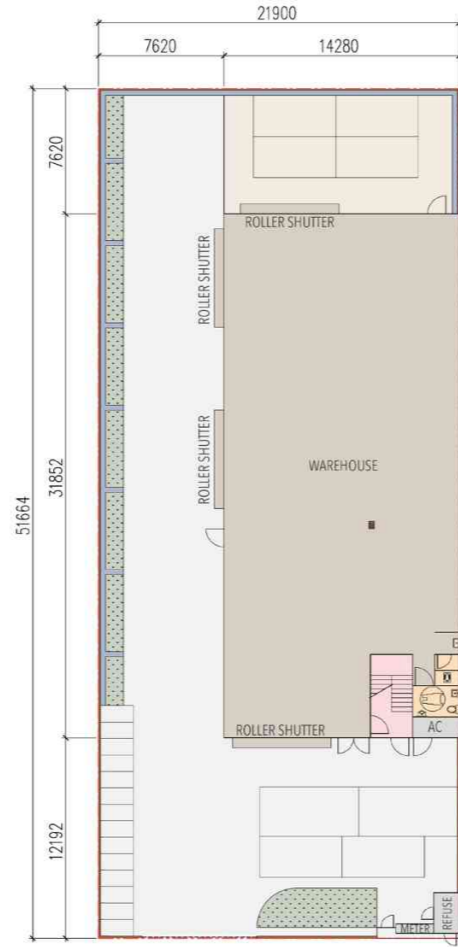 21900
7620
14280
7620
ROLLER SHUTTER
ROLLER SHUTTER
ROLLER SHUTTER
WAREHOUSE
31852
51664
ROLLER SHUTTER
AC
12192
METER
REFUSE